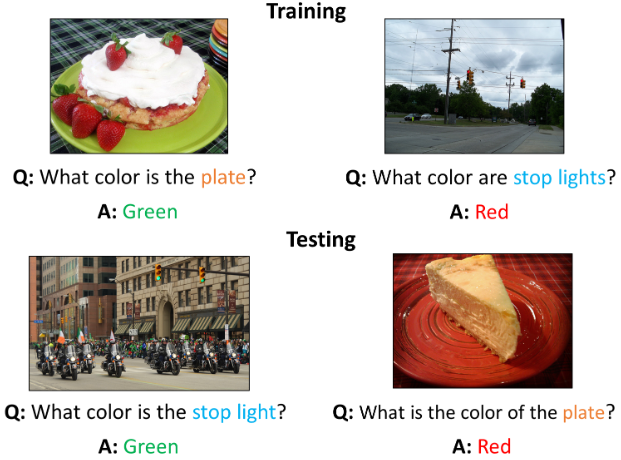 Training
Q: What color is the plate?
A: Green
Q: What color are stop lights?
A: Red
Testing
Q: What color is the stop light?
A: Green
Q: What is the color of the plate?
A: Red